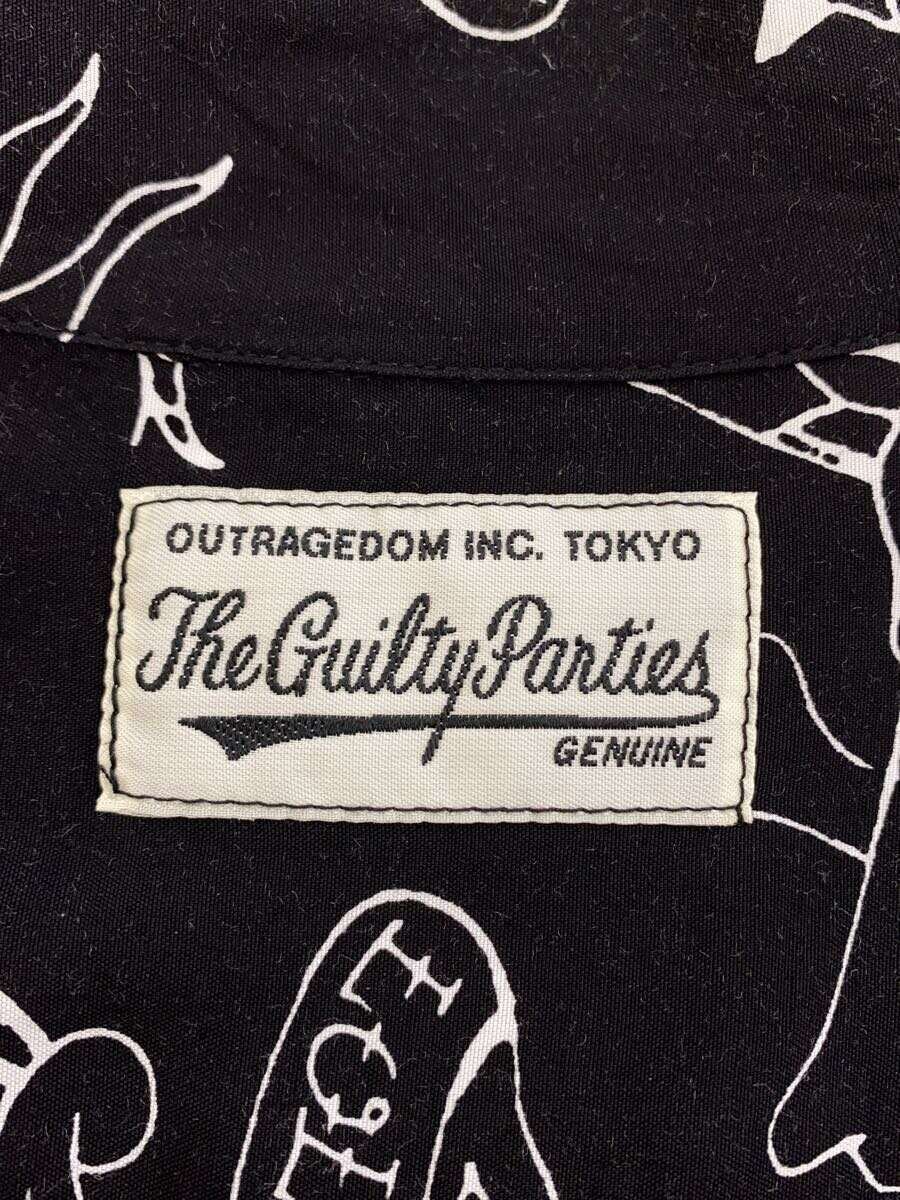 OUTRAGEDOM INC. TOKYO
The Guilty Parties
GENUINE